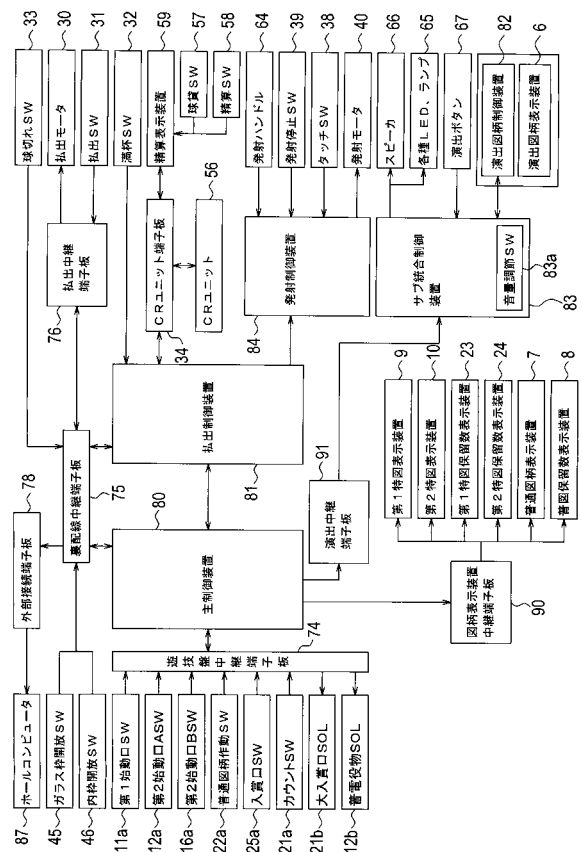 球切れSW
33
払出モータ
30
払出SW
31
満杯SW
32
精算表示装置
59
球貸SW
57
精算SW
58
発射ハンドル
64
発射停止SW
39
タッチSW
38
発射モータ
40
スピーカ
66
各種LED、ランプ
65
演出ボタン
67
演出図柄制御装置
82
演出図柄表示装置
6
払出中継
端子板
76
CRユニット端子板
34
CRユニット
56
発射制御装置
84
サブ統合制御
装置
音量調節SW
83a
83
外部接続端子板
78
裏配線中継端子板
75
払出制御装置
81
主制御装置
80
演出中継
端子板
91
第1特図表示装置
9
第2特図表示装置
10
第1特図保留数表示装置
23
第2特図保留数表示装置
24
普通図柄表示装置
7
普図保留数表示装置
8
図柄表示装置
中継端子板
90
遊技盤中継端子板
74
ホールコンピュータ
87
ガラス枠開放SW
45
内枠開放SW
46
第1始動口SW
11a
第2始動口ASW
12a
第2始動口BSW
16a
普通図柄作動SW
22a
入賞口SW
25a
カウントSW
21a
大入賞口SOL
21b
普電役物SOL
12b